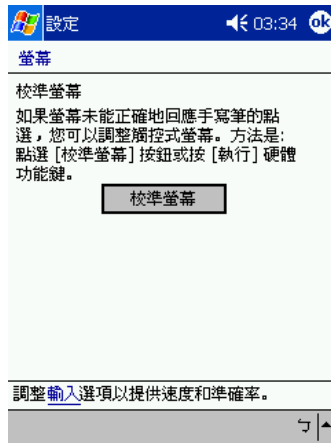 設定 03:34 ok
螢幕
校準螢幕
如果螢幕未能正確地回應手寫筆的點
選，您可以調整觸控式螢幕。方法是:
點選 [校準螢幕] 按鈕或按 [執行] 硬體
功能鍵。
校準螢幕
調整輸入選項以提供速度和準確率。
ㄅ